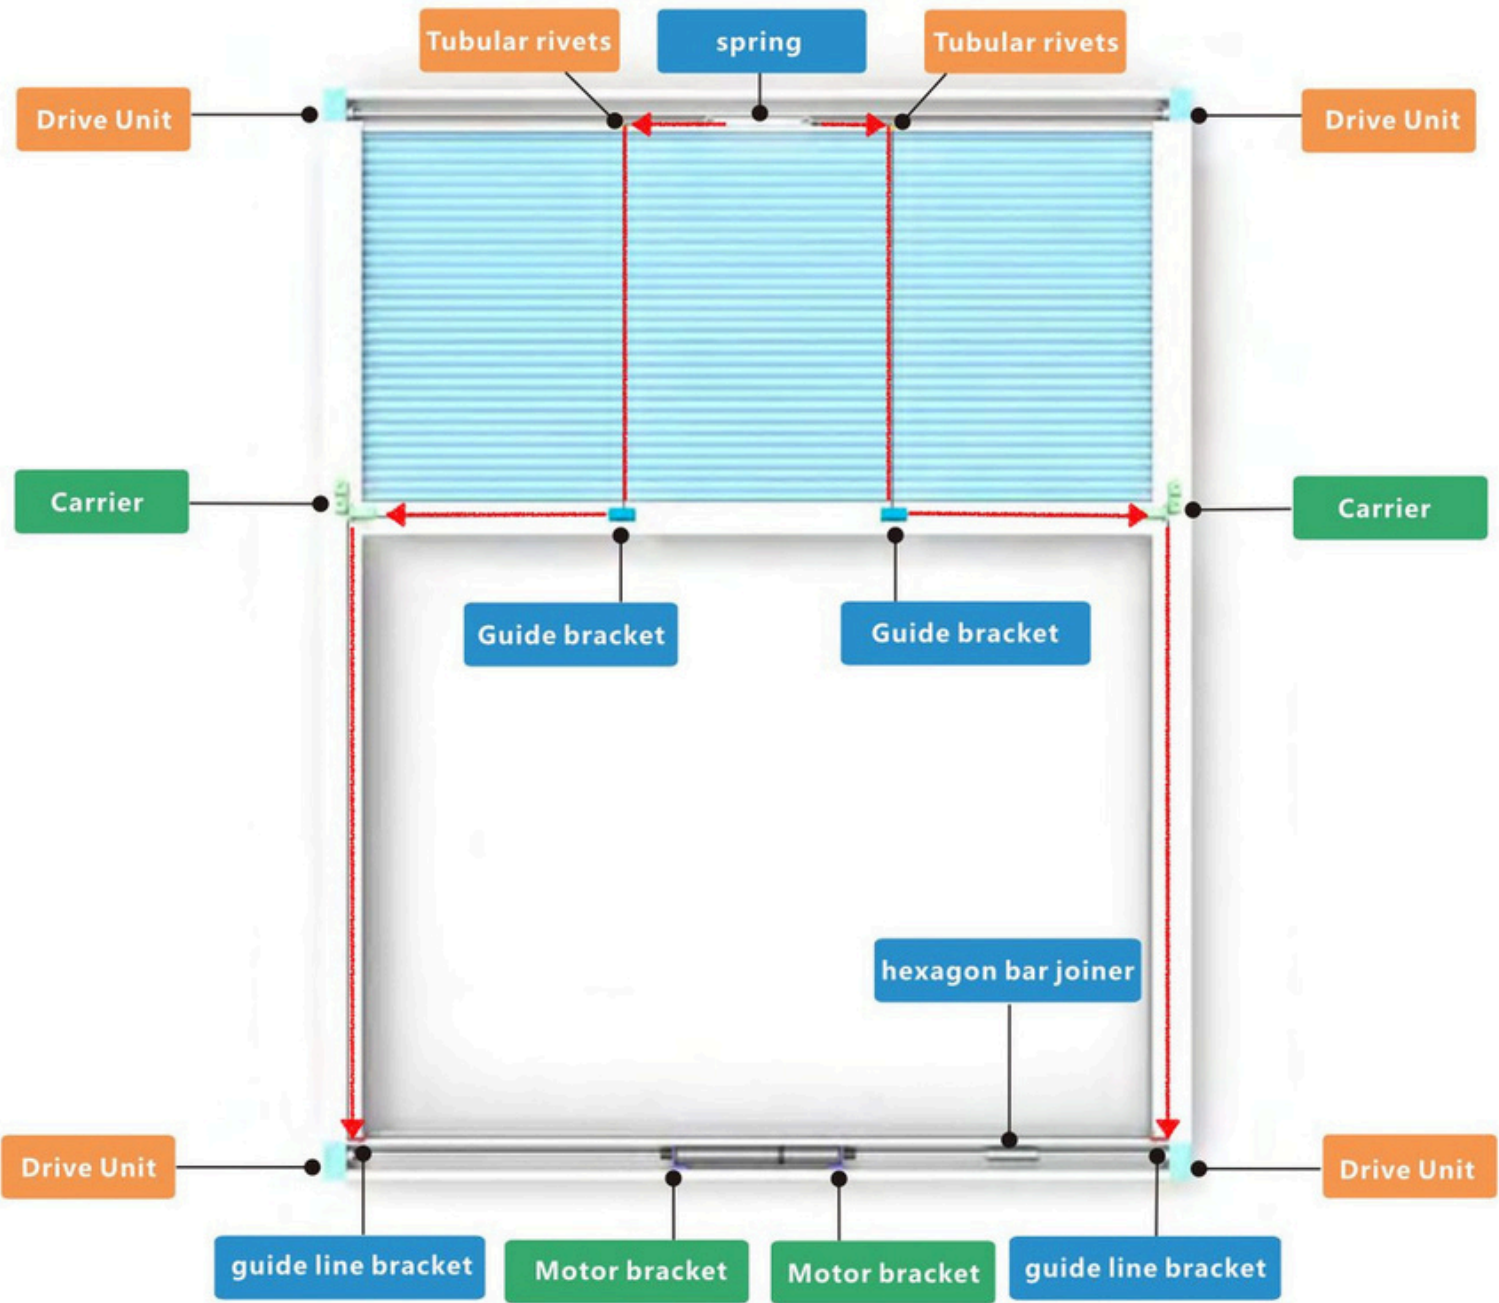 Tubular rivets
spring
Tubular rivets
Drive Unit
Drive Unit
Carrier
Carrier
Guide bracket
Guide bracket
hexagon bar joiner
Drive Unit
Drive Unit
guide line bracket
Motor bracket
Motor bracket
guide line bracket